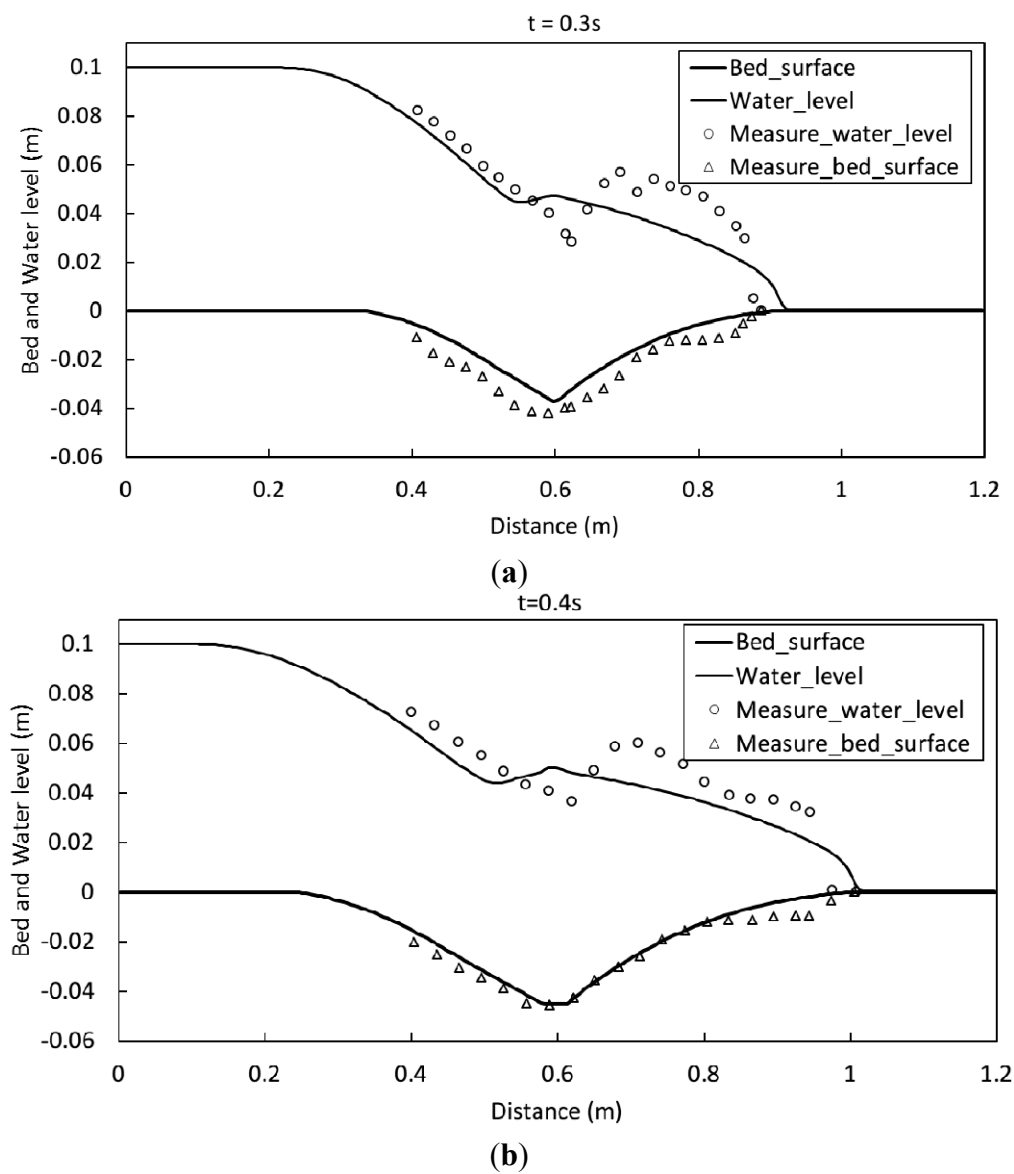 t = 0.3s
0.1
0.08
0.06
0.04
0.02
0
-0.02
-0.04
-0.06
Bed and Water level (m)
Bed_surface
Water_level
Measure_water_level
Measure_bed_surface
0 0.2 0.4 0.6 0.8 1 1.2
Distance (m)
(a)
t=0.4s
0.1
0.08
0.06
0.04
0.02
0
-0.02
-0.04
-0.06
Bed and Water level (m)
Bed_surface
Water_level
Measure_water_level
Measure_bed_surface
0 0.2 0.4 0.6 0.8 1 1.2
Distance (m)
(b)